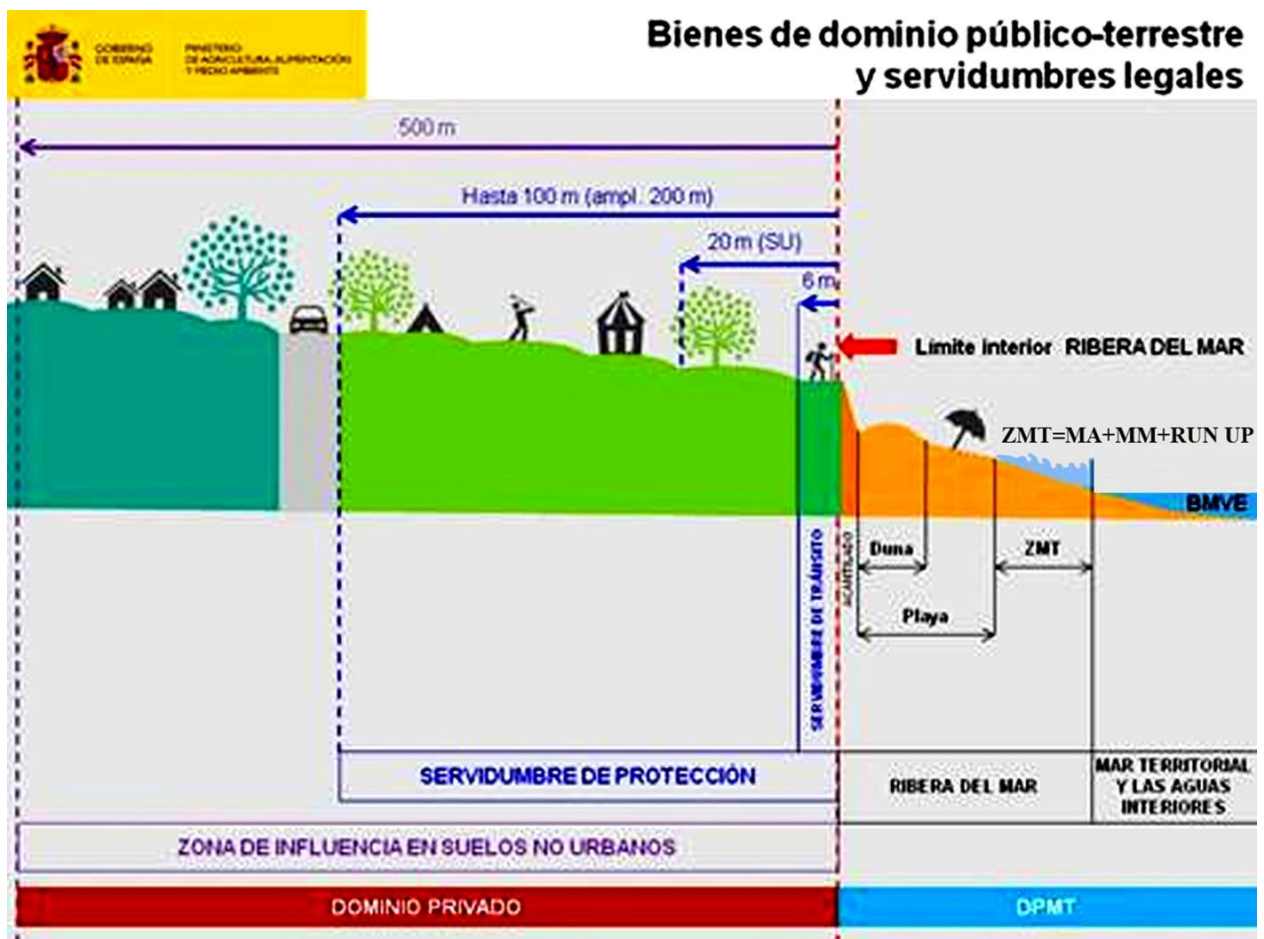 GOBIERNO
DE ESPAÑA
MINISTERIO
DE AGRICULTURA, ALIMENTACIÓN
Y MEDIO AMBIENTE
Bienes de dominio público-terrestre
y servidumbres legales
500 m
Hasta 100 m (ampl. 200 m)
20 m (SU)
6 m
Límite interior RIBERA DEL MAR
ZMT=MA+MM+RUN UP
BMVE
SERVIDUMBRE DE TRÁNSITO
ACANTILADO
Duna
ZMT
Playa
SERVIDUMBRE DE PROTECCIÓN
RIBERA DEL MAR
MAR TERRITORIAL
Y LAS AGUAS
INTERIORES
ZONA DE INFLUENCIA EN SUELOS NO URBANOS
DOMINIO PRIVADO
DPMT